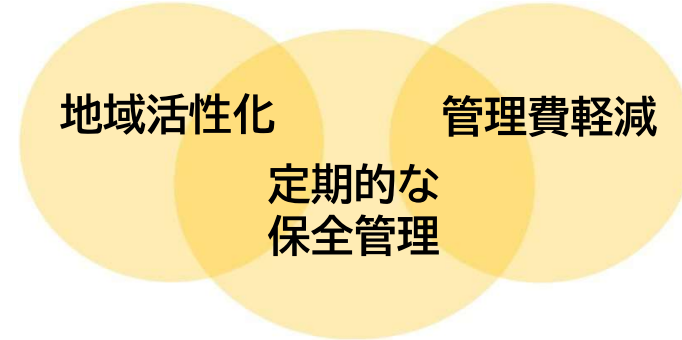 地域活性化
管理費軽減
定期的な
保全管理